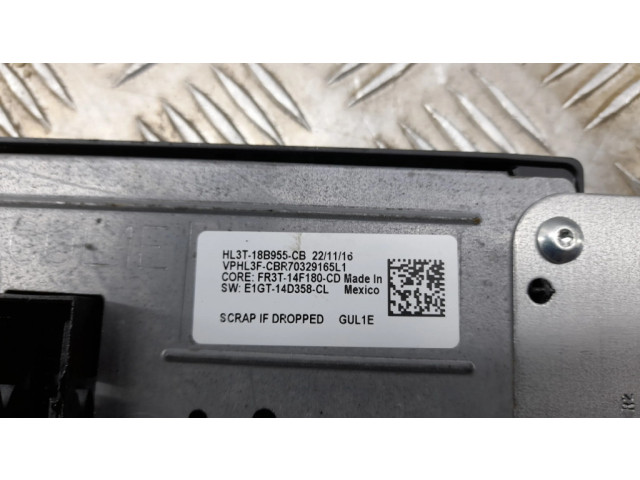 HL3T-18B955-CB 22/11/16
VPHL3F-CBR70329165L1
CORE: FR3T-14F180-CD Made In
SW: E1GT-14D358-CL Mexico
SCRAP IF DROPPED GUL1E